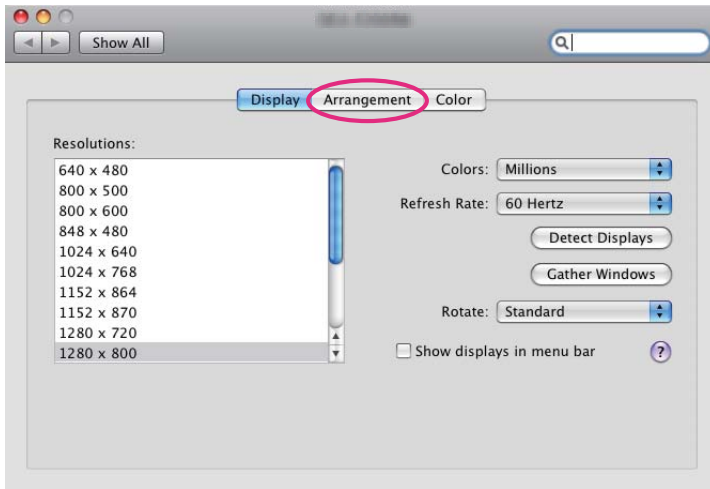 Show All
Display Arrangement Color
Resolutions:
640 x 480
800 x 500
800 x 600
848 x 480
1024 x 640
1024 x 768
1152 x 864
1152 x 870
1280 x 720
1280 x 800
Colors: Millions
Refresh Rate: 60 Hertz
Detect Displays
Gather Windows
Rotate: Standard
Show displays in menu bar ?